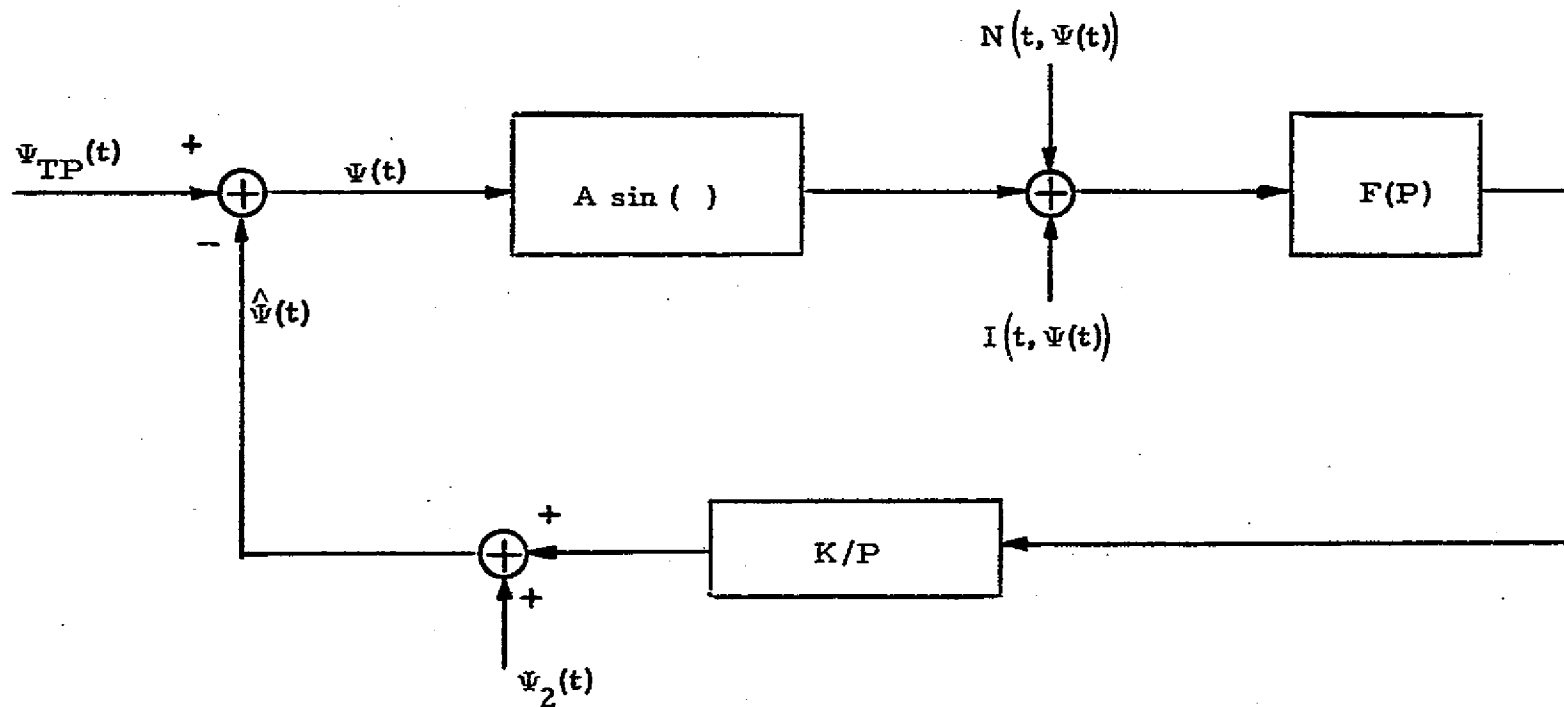 N(t, Ψ(t))
Ψ_TP(t)
+
+
Ψ(t)
A sin ( )
+
F(P)
−
Ψ̂(t)
I(t, Ψ(t))
+
K/P
+
+
Ψ_2(t)